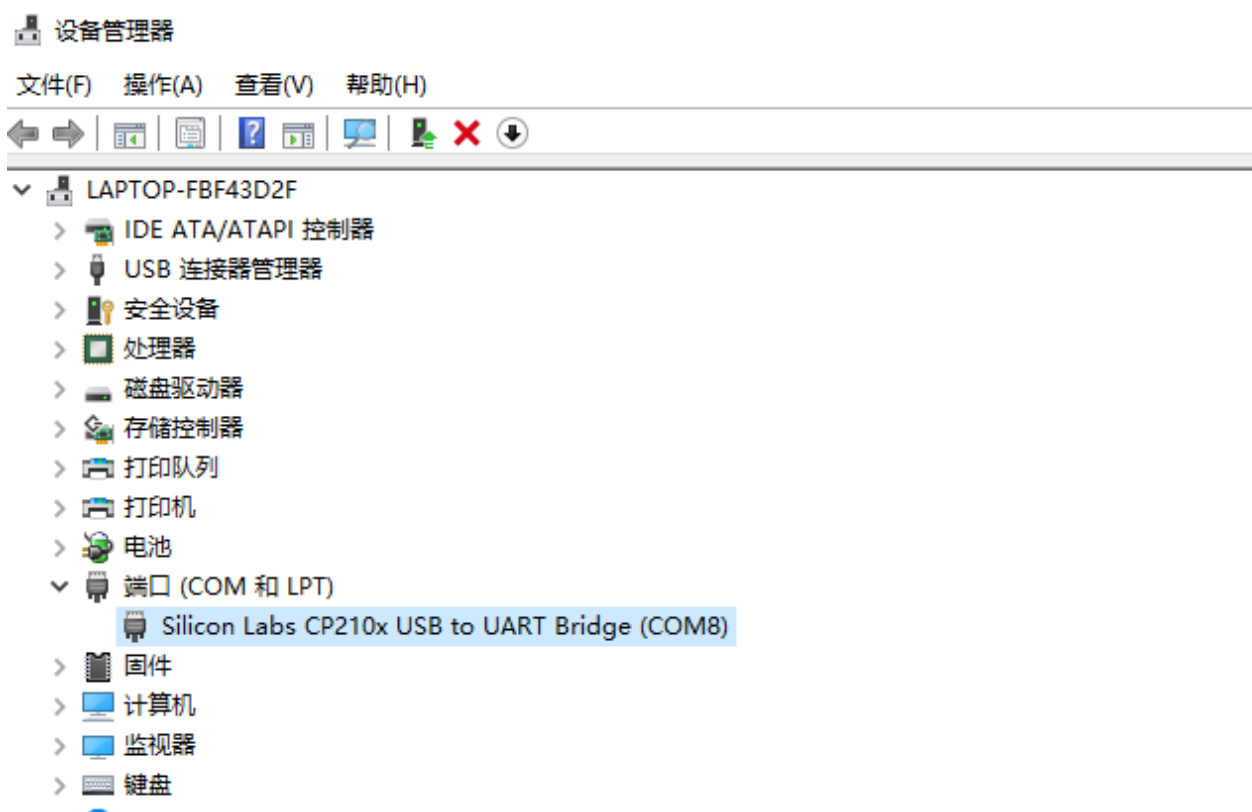 设备管理器
文件(F) 操作(A) 查看(V) 帮助(H)
LAPTOP-FBF43D2F
IDE ATA/ATAPI 控制器
USB 连接器管理器
安全设备
处理器
磁盘驱动器
存储控制器
打印队列
打印机
电池
端口 (COM 和 LPT)
Silicon Labs CP210x USB to UART Bridge (COM8)
固件
计算机
监视器
键盘